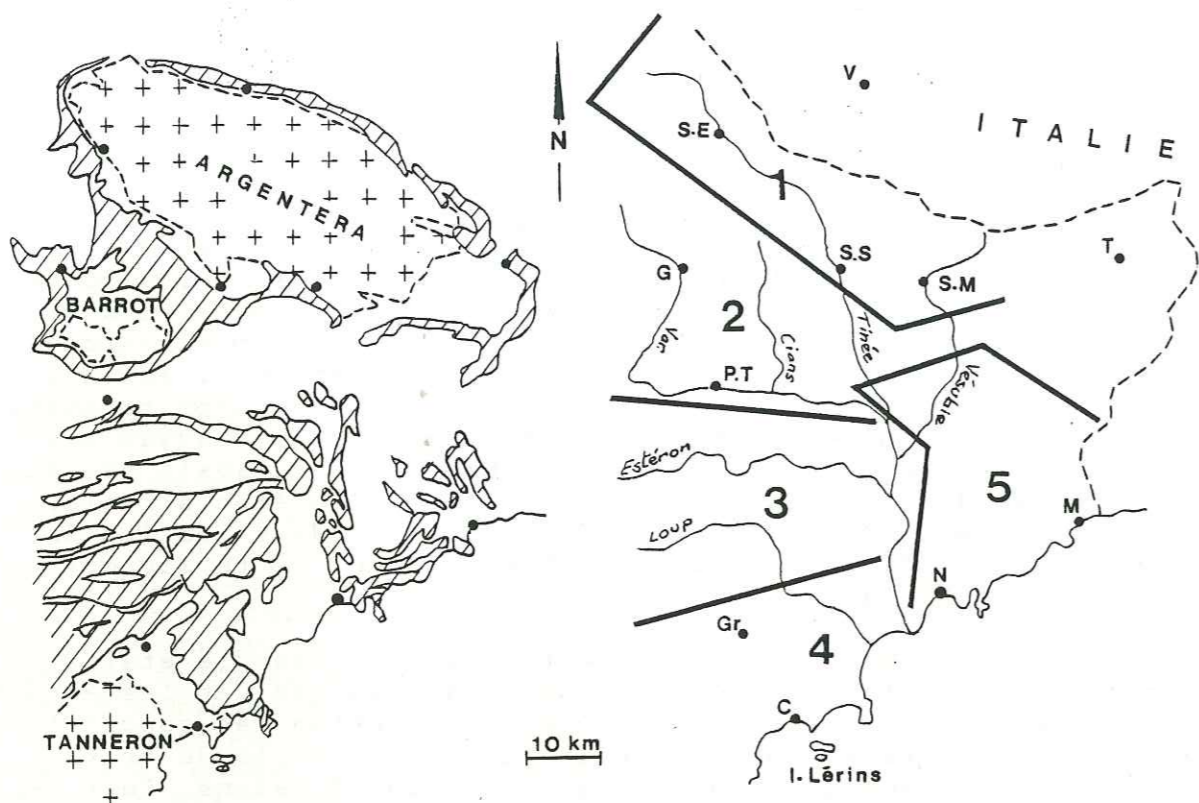 ARGENTERA
BARROT
TANNERON
N
10 km
ITALIE
V
S.E
1
S.S
S.M
T
G
2
Var
Cians
Tinée
Vésubie
P.T
Estéron
3
5
M
LOUP
N
Gr
4
C
I. Lérins